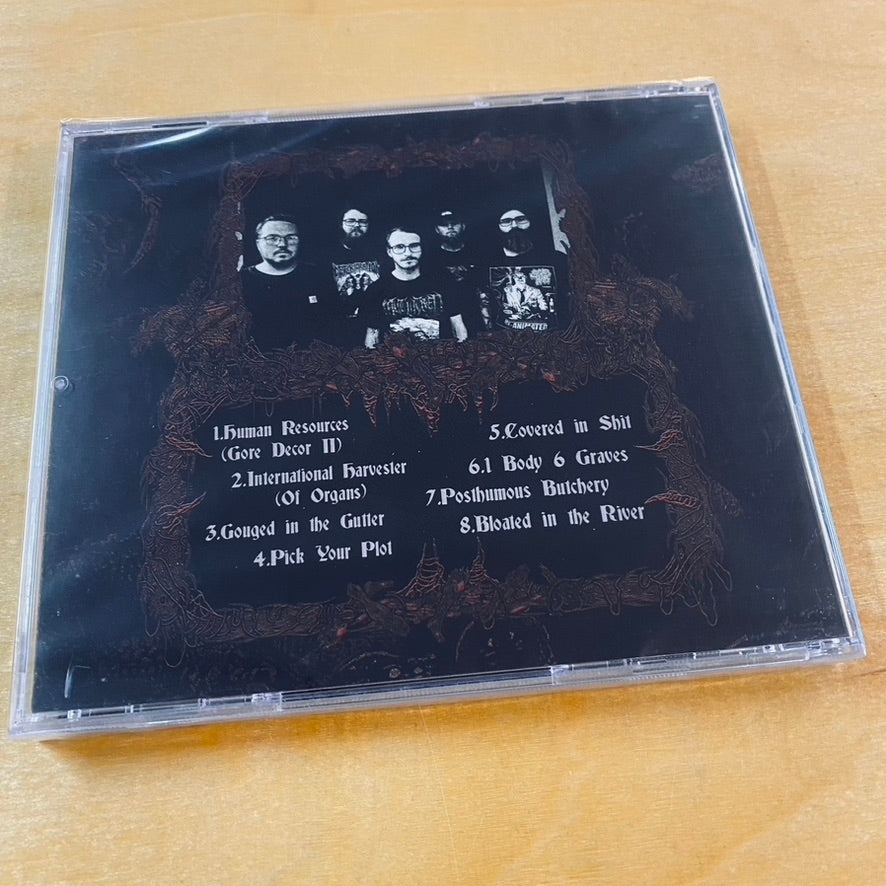 1.Human Resources
(Gore Decor II)
2.International Harvester
(Of Organs)
3.Gouged in the Gutter
4.Pick Your Plot
5.Covered in Shit
6.1 Body 6 Graves
7.Posthumous Butchery
8.Bloated in the River